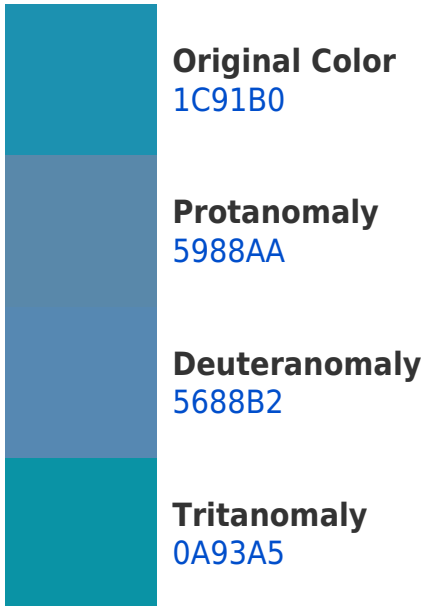 Original Color
1C91B0
Protanomaly
5988AA
Deuteranomaly
5688B2
Tritanomaly
0A93A5